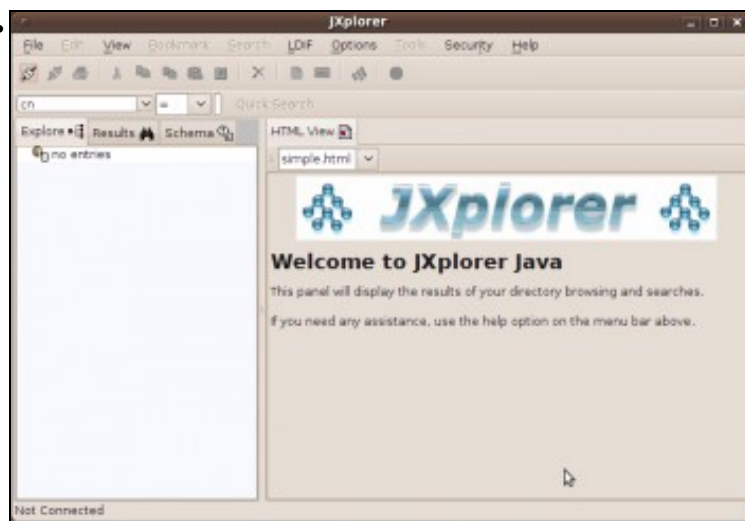 JXplorer
File Edit View Bookmark Search LDIF Options Tools Security Help
cn = Quick Search
Explore Results Schema HTML View
no entries
simple.html
JXplorer
Welcome to JXplorer Java
This panel will display the results of your directory browsing and searches.
If you need any assistance, use the help option on the menu bar above.
Not Connected